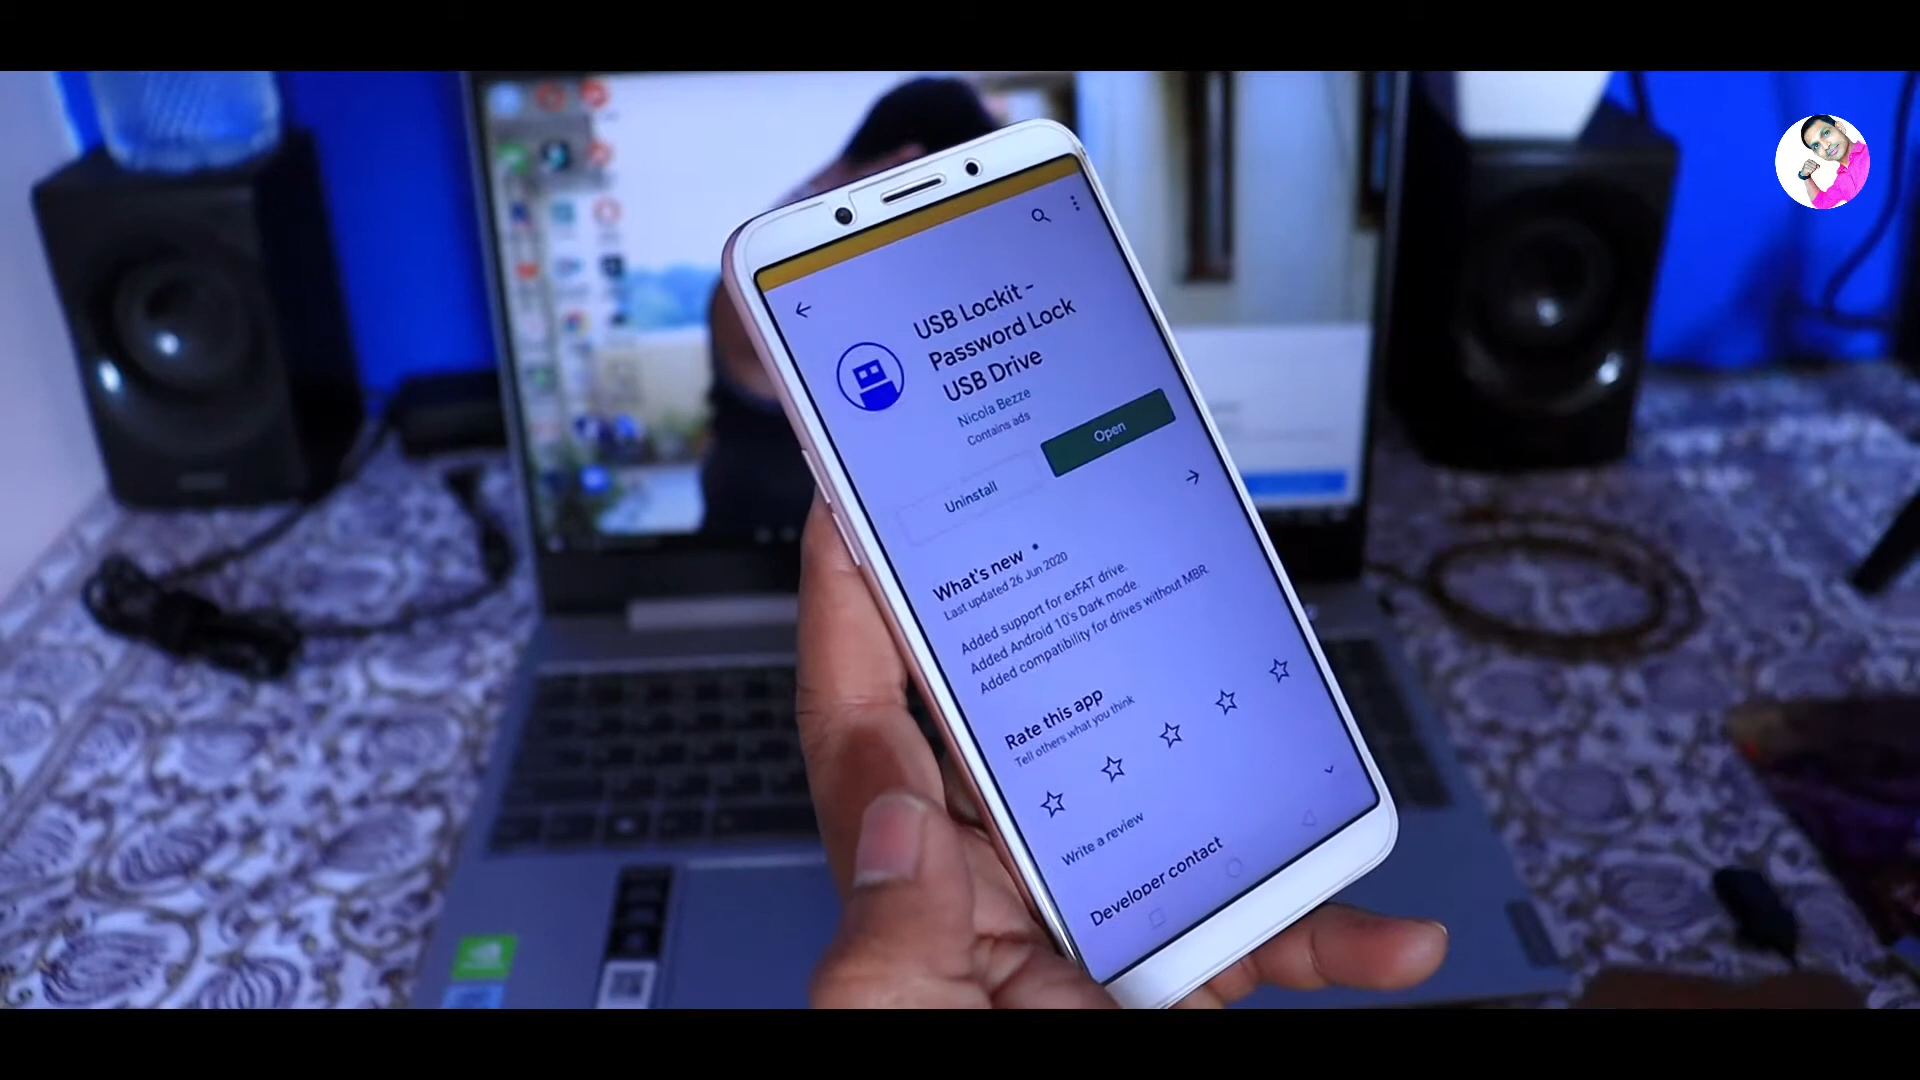 USB Lockit -
Password Lock
USB Drive
Nicola Bezze
Contains ads
Uninstall
Open
What's new
Last updated 26 Jun 2020
Added support for exFAT drive.
Added Android 10's Dark mode.
Added compatibility for drives without MBR.
Rate this app
Tell others what you think
Write a review
Developer contact